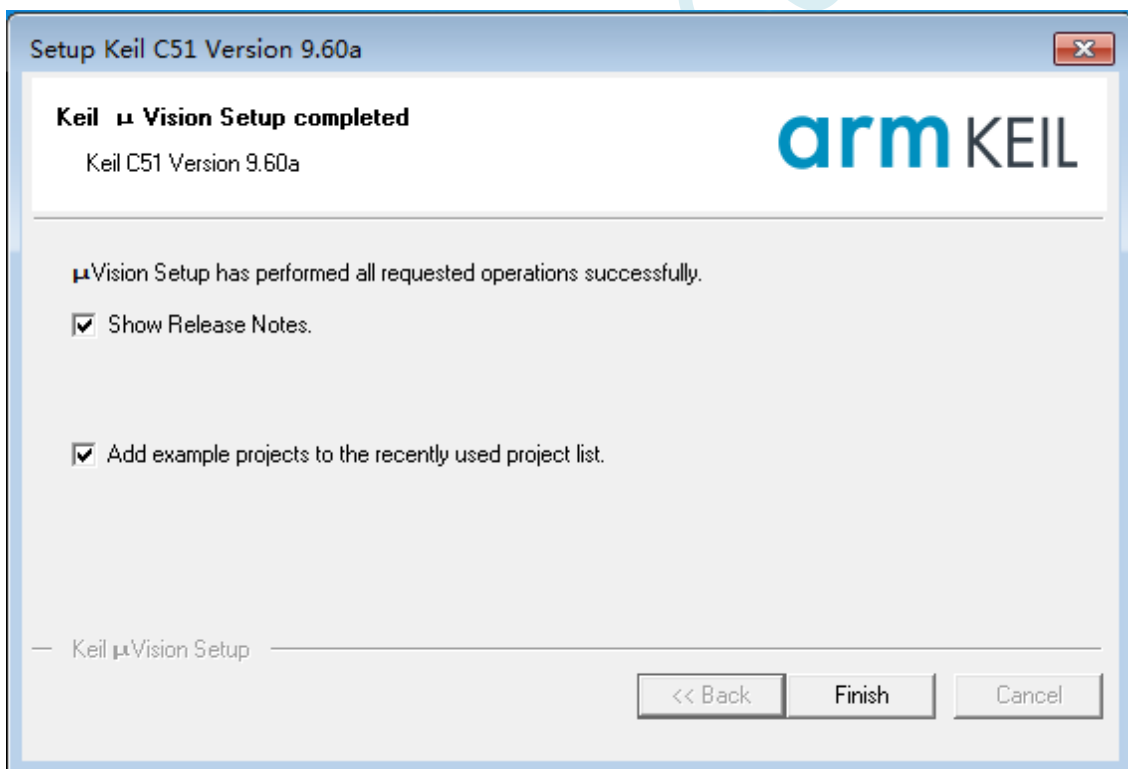 Setup Keil C51 Version 9.60a
Keil μ Vision Setup completed
Keil C51 Version 9.60a
arm KEIL
μVision Setup has performed all requested operations successfully.
Show Release Notes.
Add example projects to the recently used project list.
Keil μVision Setup
<< Back
Finish
Cancel